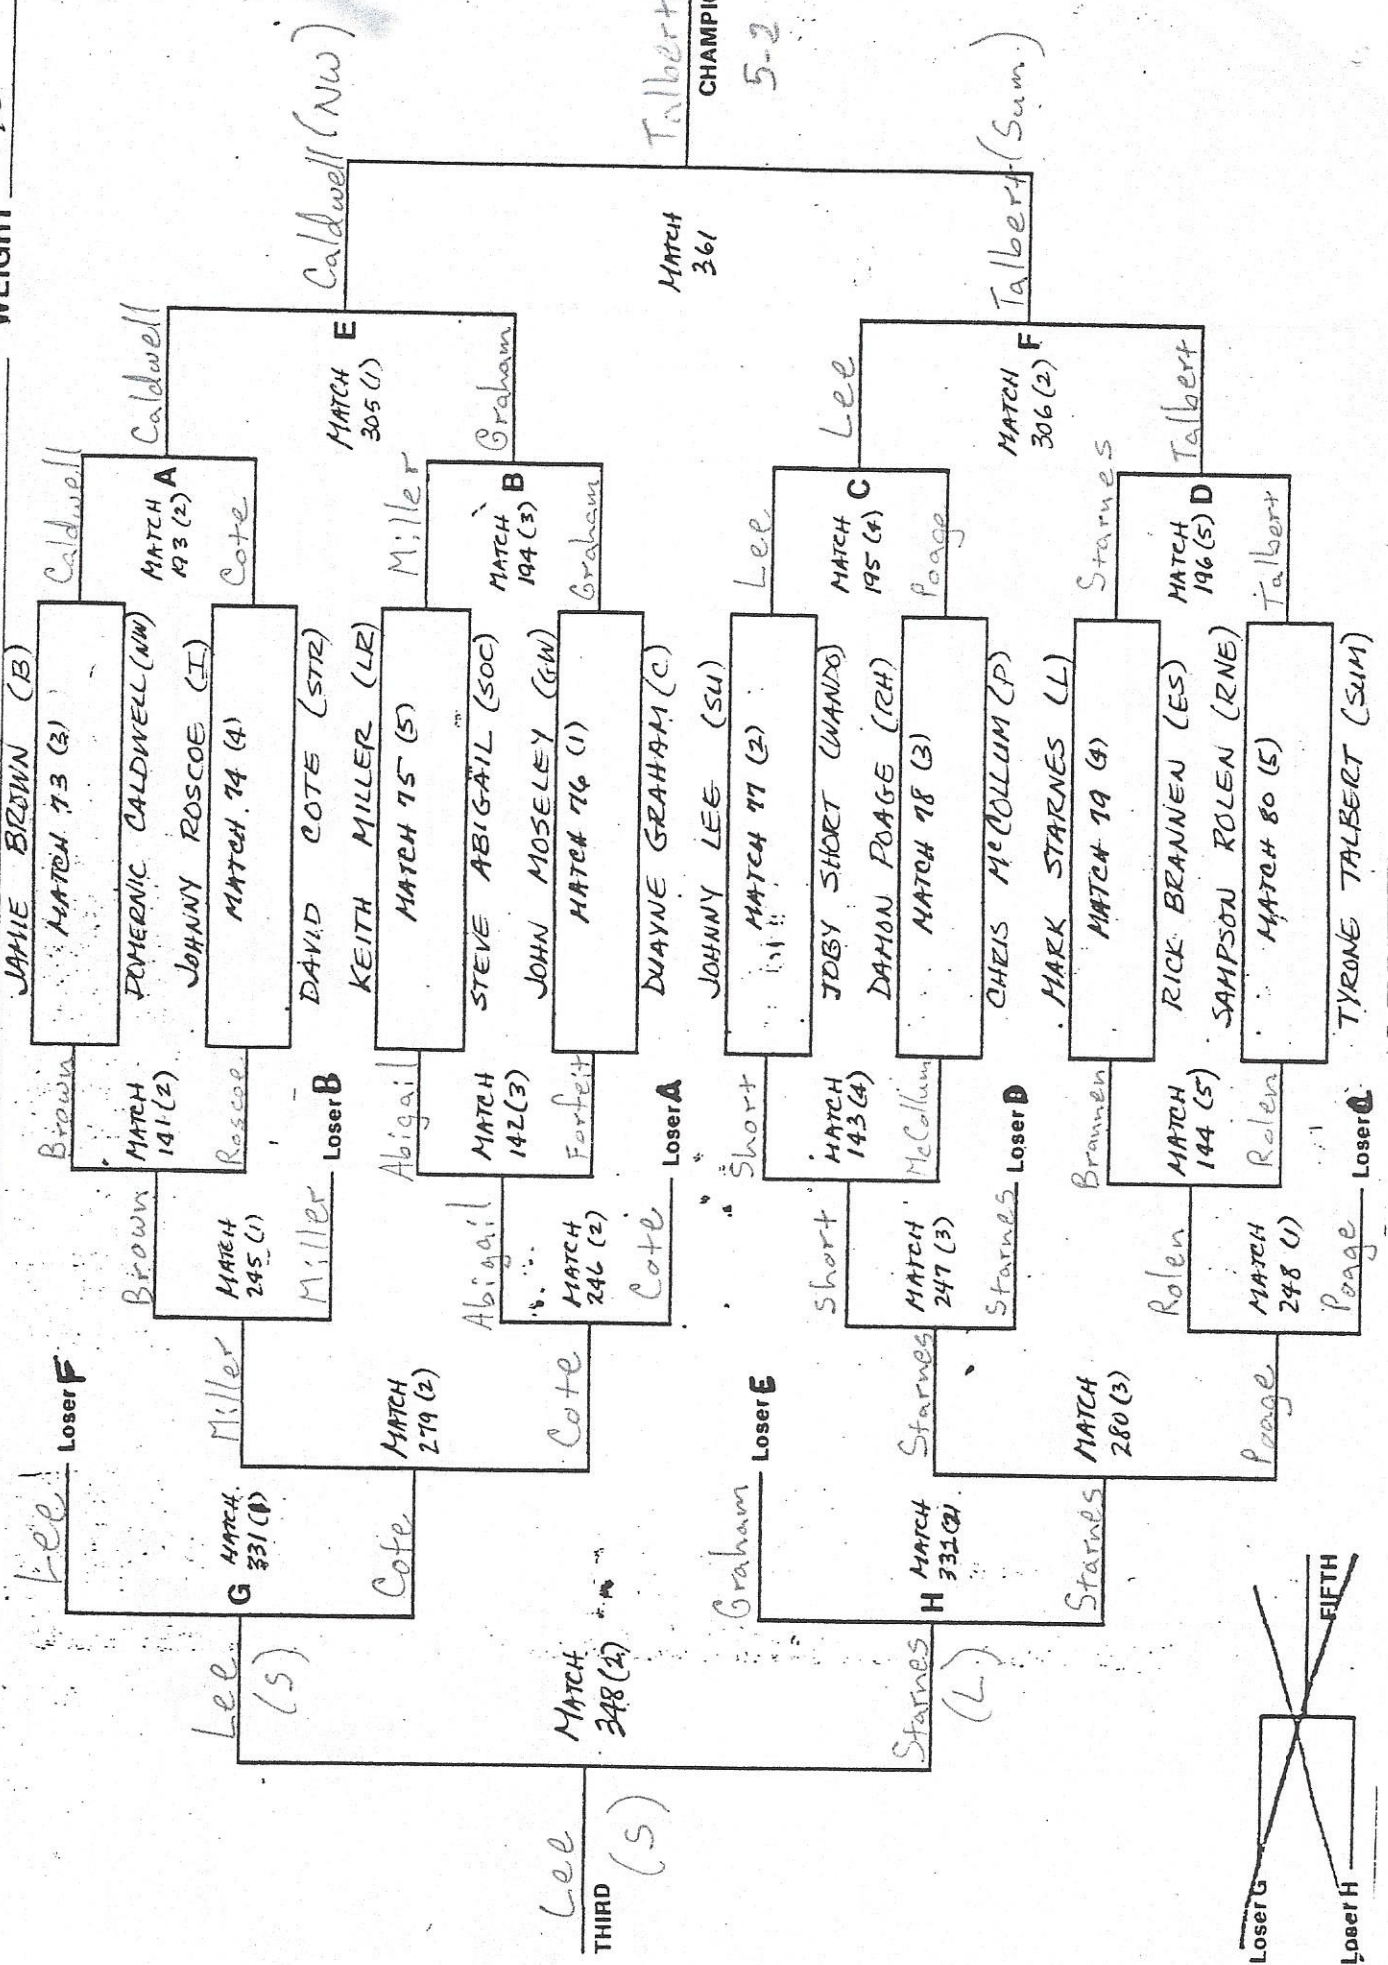 WEIGHT
JAMIE BROWN (B)
MATCH 73 (3)
DOMERNIC CALDWELL (NW)
JOHNNY ROSCOE (I)
MATCH 74 (4)
DAVID COTE (STR)
KEITH MILLER (LR)
MATCH 75 (5)
STEVE ABIGAIL (SOC)
JOHN MOSELEY (GW)
MATCH 76 (1)
DUAYNE GRAHAM (C)
JOHNY LEE (SU)
MATCH 77 (2)
JOBY SHORT (WANDO)
DAMON POAGE (RH)
MATCH 78 (3)
CHRIS McCOLLUM (P)
MARK STARNES (L)
MATCH 79 (4)
RICK BRANNEN (ES)
SAMPSON ROLEN (RNE)
MATCH 80 (5)
TYRONE TALBERT (SUM)
Caldwell
MATCH
193 (2)
A
Cote
Miller
MATCH
194 (3)
B
Graham
Lee
MATCH
195 (4)
C
Poage
Starnes
MATCH
196 (5)
D
Talbert
Caldwell
MATCH
305 (1)
E
Graham
Lee
MATCH
306 (2)
F
Talbert
Caldwell (NW)
MATCH
361
Talbert (Sum.)
Talbert
5-2
Brown
MATCH
141 (2)
Roscoe
Loser B
Abigail
MATCH
142 (3)
Forfeit
Loser A
Short
MATCH
143 (4)
McCollum
Loser D
Brannen
MATCH
144 (5)
Rolen
Loser C
Brown
MATCH
245 (1)
Miller
Abigail
MATCH
246 (2)
Cote
Short
MATCH
247 (3)
Starnes
Rolen
MATCH
248 (1)
Poage
Loser F
Miller
MATCH
279 (2)
Cote
Loser E
Starnes
MATCH
280 (3)
Poage
Lee
MATCH
331 (1)
G
Cote
Graham
MATCH
332 (2)
H
Starnes
Lee
(S)
MATCH
348 (2)
Starnes
(L)
Lee
THIRD
(S)
FIFTH
Loser G
Loser H